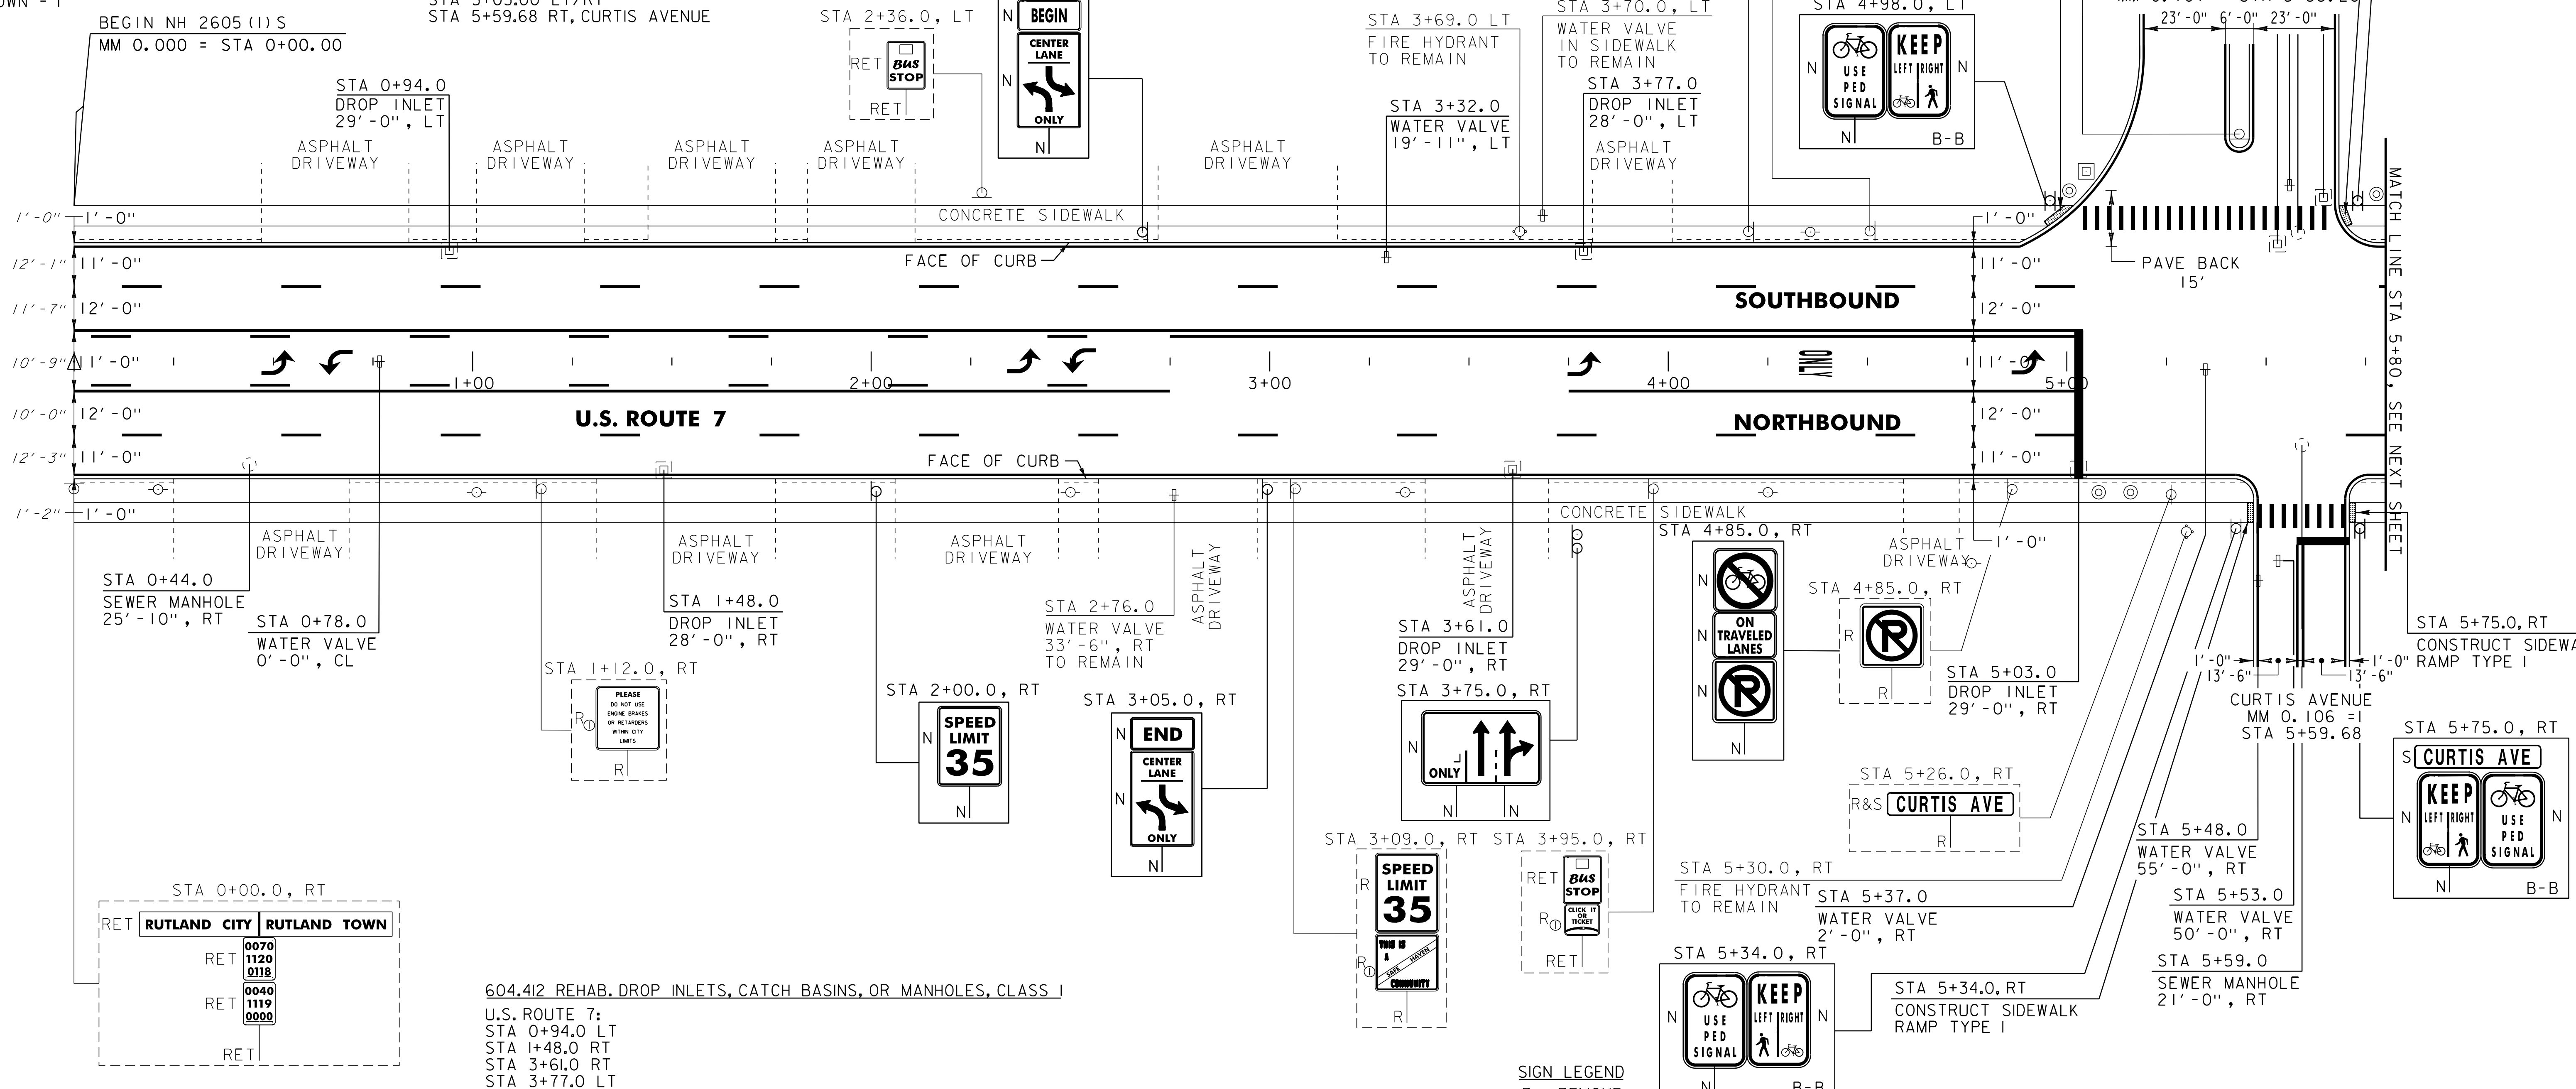 BEGIN NH 2605 (1) S
MM 0.000 = STA 0+00.00
STA 5+59.68 RT, CURTIS AVENUE
STA 0+94.0
DROP INLET
29'-0", LT
STA 2+36.0, LT
RET
BUS
STOP
RET
N
BEGIN
N
CENTER
LANE
ONLY
N
STA 3+69.0 LT
FIRE HYDRANT
TO REMAIN
STA 3+70.0, LT
WATER VALVE
IN SIDEWALK
TO REMAIN
STA 3+32.0
WATER VALVE
19'-11", LT
STA 3+77.0
DROP INLET
28'-0", LT
STA 4+98.0, LT
N
USE
PED
SIGNAL
KEEP
LEFT RIGHT
N
N
B-B
23'-0" 6'-0" 23'-0"
ASPHALT
DRIVEWAY
ASPHALT
DRIVEWAY
ASPHALT
DRIVEWAY
ASPHALT
DRIVEWAY
ASPHALT
DRIVEWAY
ASPHALT
DRIVEWAY
CONCRETE SIDEWALK
FACE OF CURB
1'-0" 1'-0"
12'-1" 11'-0"
11'-7" 12'-0"
10'-9" 11'-0"
10'-0" 12'-0"
12'-3" 11'-0"
1'-2" 1'-0"
1'-0"
11'-0"
12'-0"
11'-0"
12'-0"
11'-0"
1'-0"
PAVE BACK
15'
MATCH LINE STA 5+80, SEE NEXT SHEET
SOUTHBOUND
1+00
2+00
3+00
4+00
ONLY
5+00
U.S. ROUTE 7
NORTHBOUND
FACE OF CURB
CONCRETE SIDEWALK
ASPHALT
DRIVEWAY
ASPHALT
DRIVEWAY
ASPHALT
DRIVEWAY
ASPHALT
DRIVEWAY
ASPHALT
DRIVEWAY
ASPHALT
DRIVEWAY
STA 0+44.0
SEWER MANHOLE
25'-10", RT
STA 0+78.0
WATER VALVE
0'-0", CL
STA 1+12.0, RT
R
1
PLEASE
DO NOT USE
ENGINE BRAKES
OR RETARDERS
WITHIN CITY
LIMITS
R
STA 1+48.0
DROP INLET
28'-0", RT
STA 2+00.0, RT
N
SPEED
LIMIT
35
N
STA 2+76.0
WATER VALVE
33'-6", RT
TO REMAIN
STA 3+05.0, RT
N
END
N
CENTER
LANE
ONLY
N
STA 3+61.0
DROP INLET
29'-0", RT
STA 3+75.0, RT
N
ONLY
N N
STA 3+09.0, RT
R
SPEED
LIMIT
35
R
1
THIS IS
A
SAFE HAVEN
COMMUNITY
R
STA 3+95.0, RT
RET
BUS
STOP
R
1
CLICK IT
OR
TICKET
RET
STA 4+85.0, RT
N
N
ON
TRAVELED
LANES
N
P
N
STA 4+85.0, RT
R
P
R
STA 5+03.0
DROP INLET
29'-0", RT
STA 5+26.0, RT
R&S
CURTIS AVE
R
STA 5+30.0, RT
FIRE HYDRANT
TO REMAIN
STA 5+37.0
WATER VALVE
2'-0", RT
STA 5+34.0, RT
N
USE
PED
SIGNAL
KEEP
LEFT RIGHT
N
N
B-B
STA 5+34.0, RT
CONSTRUCT SIDEWALK
RAMP TYPE 1
STA 5+48.0
WATER VALVE
55'-0", RT
STA 5+53.0
WATER VALVE
50'-0", RT
STA 5+59.0
SEWER MANHOLE
21'-0", RT
1'-0"
13'-6"
1'-0"
13'-6"
CURTIS AVENUE
MM 0.106 =1
STA 5+59.68
STA 5+75.0, RT
CONSTRUCT SIDEWA
RAMP TYPE 1
STA 5+75.0, RT
S
CURTIS AVE
N
KEEP
LEFT RIGHT
USE
PED
SIGNAL
N
N
B-B
STA 0+00.0, RT
RET
RUTLAND CITY RUTLAND TOWN
RET
0070
1120
0118
RET
0040
1119
0000
RET
604.412 REHAB. DROP INLETS, CATCH BASINS, OR MANHOLES, CLASS 1
U.S. ROUTE 7:
STA 0+94.0 LT
STA 1+48.0 RT
STA 3+61.0 RT
STA 3+77.0 LT
SIGN LEGEND